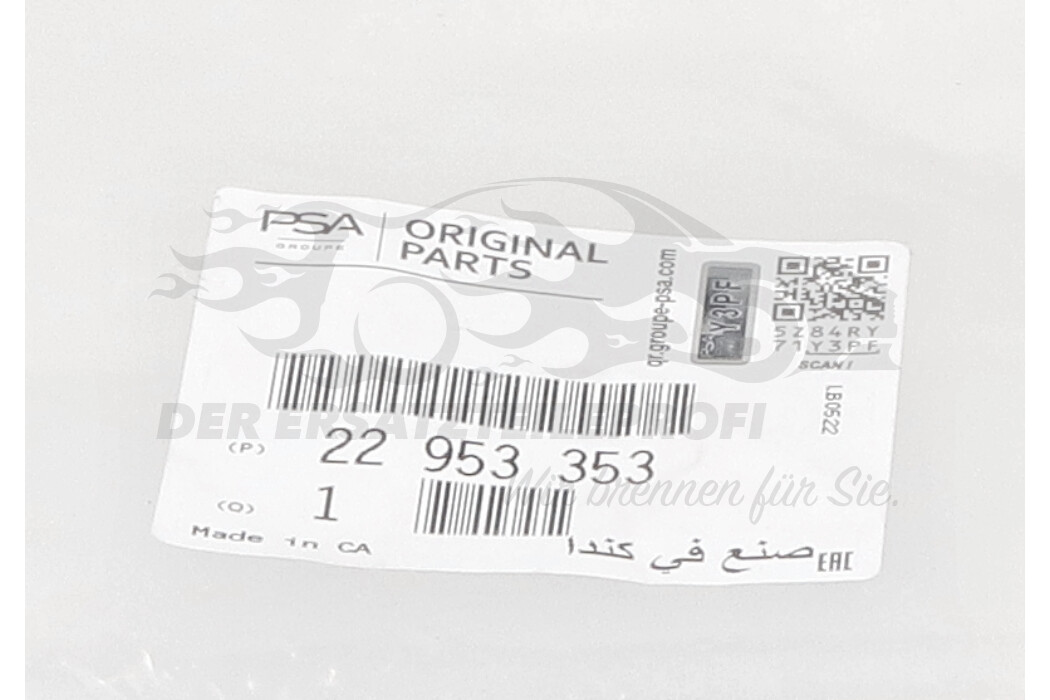 PSA
GROUPE
ORIGINAL
PARTS
qr.groupe-psa.com
PSA Y3PF
5Z84RY
71Y3PF
SCAN!
LB0522
DER ERSATZTEILEPROFI
(P) 22 953 353
Wir brennen für Sie.
(Q) 1
Made in CA
صنع في كندا
EAC